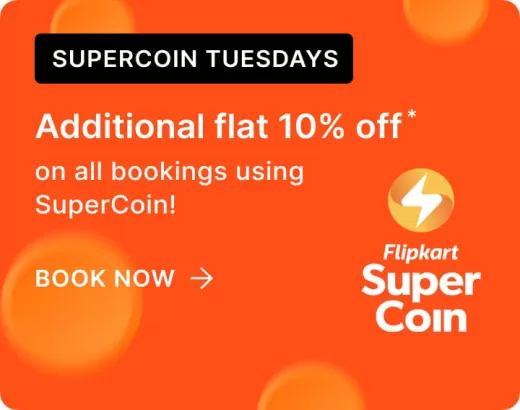 SUPERCOIN TUESDAYS
Additional flat 10% off*
on all bookings using
SuperCoin!
BOOK NOW →
Flipkart
Super
Coin